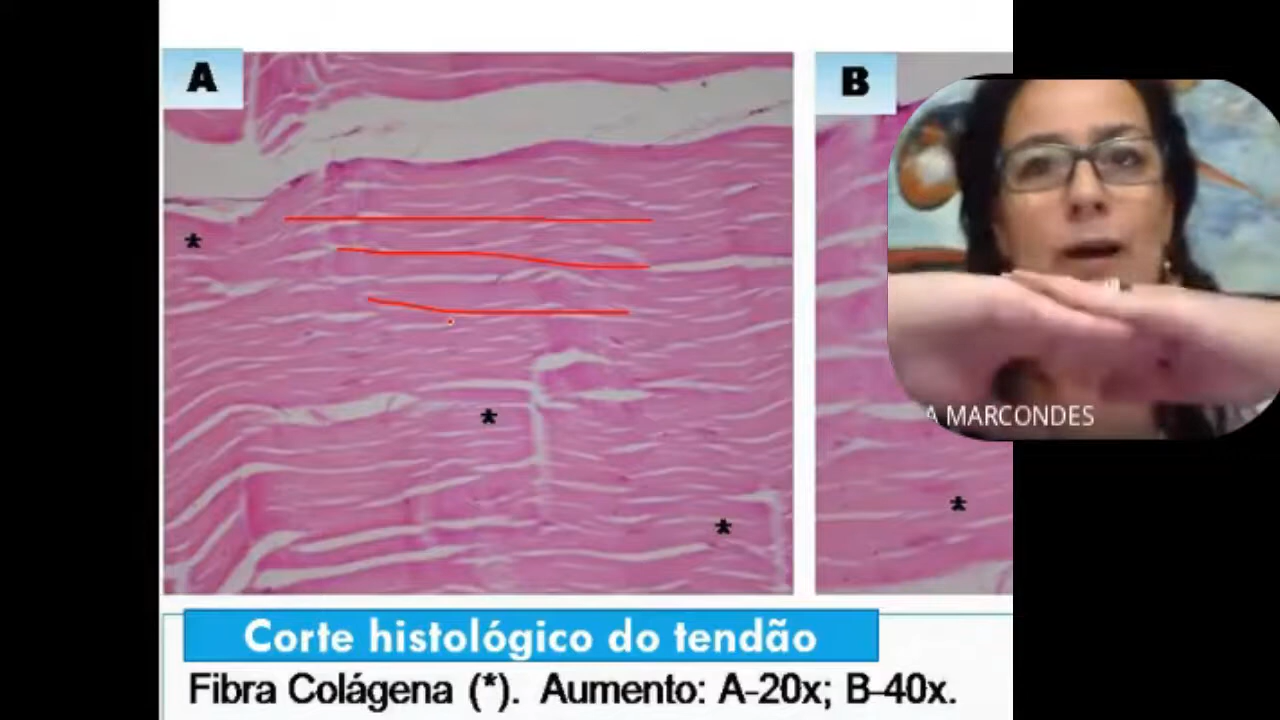 A
B
*
*
*
*
A MARCONDES
Corte histológico do tendão
Fibra Colágena (*). Aumento: A-20x; B-40x.